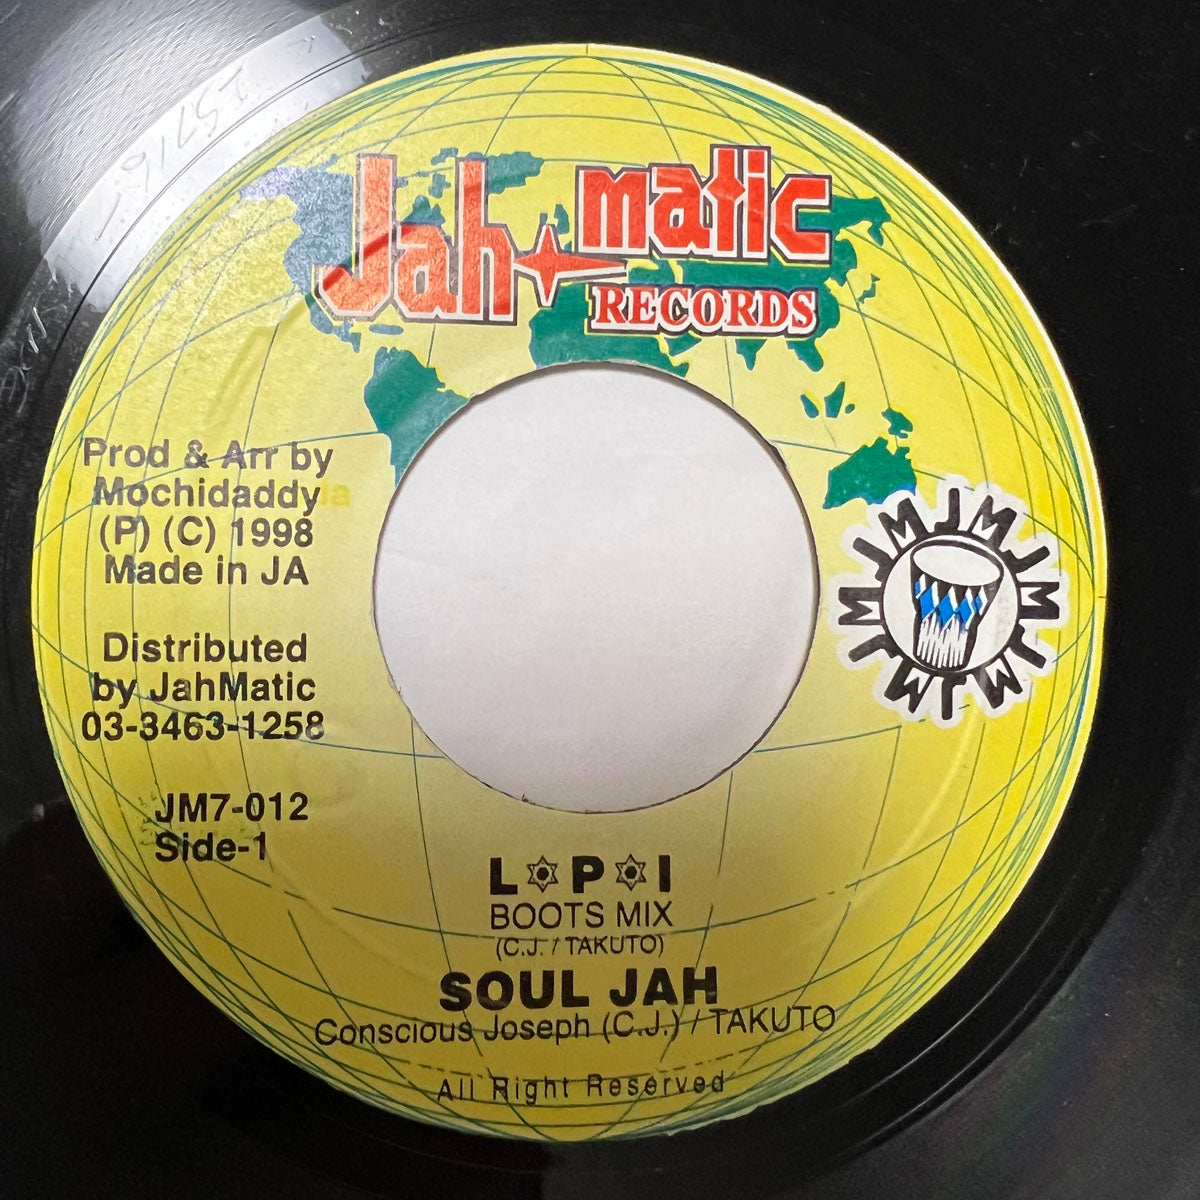 Jah matic
RECORDS
Prod & Arr by
Mochidaddy
(P) (C) 1998
Made in JA
Distributed
by JahMatic
03-3463-1258
JM7-012
Side-1
L✡P✡I
BOOTS MIX
(C.J. / TAKUTO)
SOUL JAH
Conscious Joseph (C.J.) / TAKUTO
All Right Reserved
JMJMJMJMJMJM